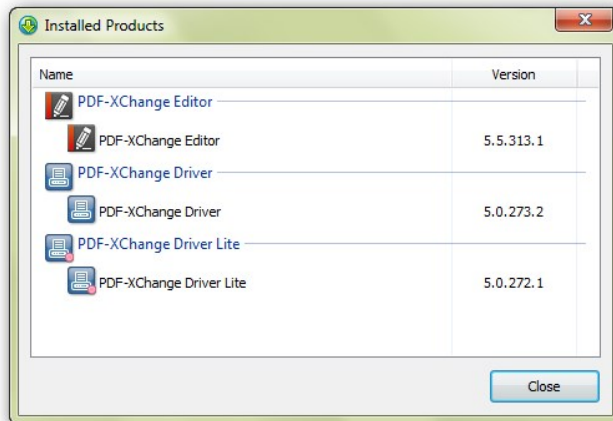 Installed Products
Name Version
PDF-XChange Editor
PDF-XChange Editor 5.5.313.1
PDF-XChange Driver
PDF-XChange Driver 5.0.273.2
PDF-XChange Driver Lite
PDF-XChange Driver Lite 5.0.272.1
Close